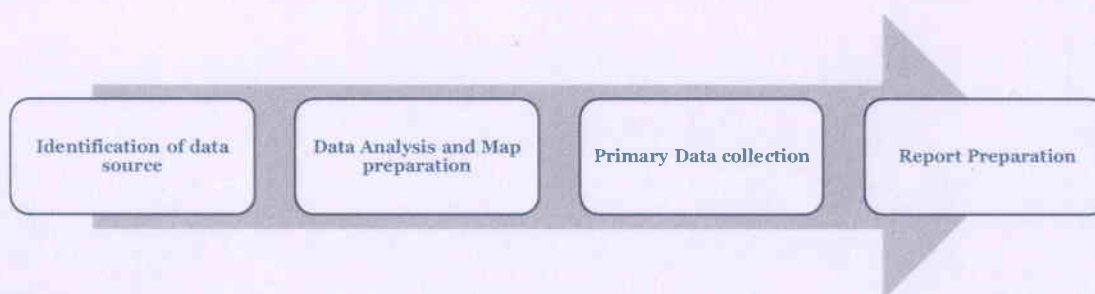 Identification of data
source
Data Analysis and Map
preparation
Primary Data collection
Report Preparation